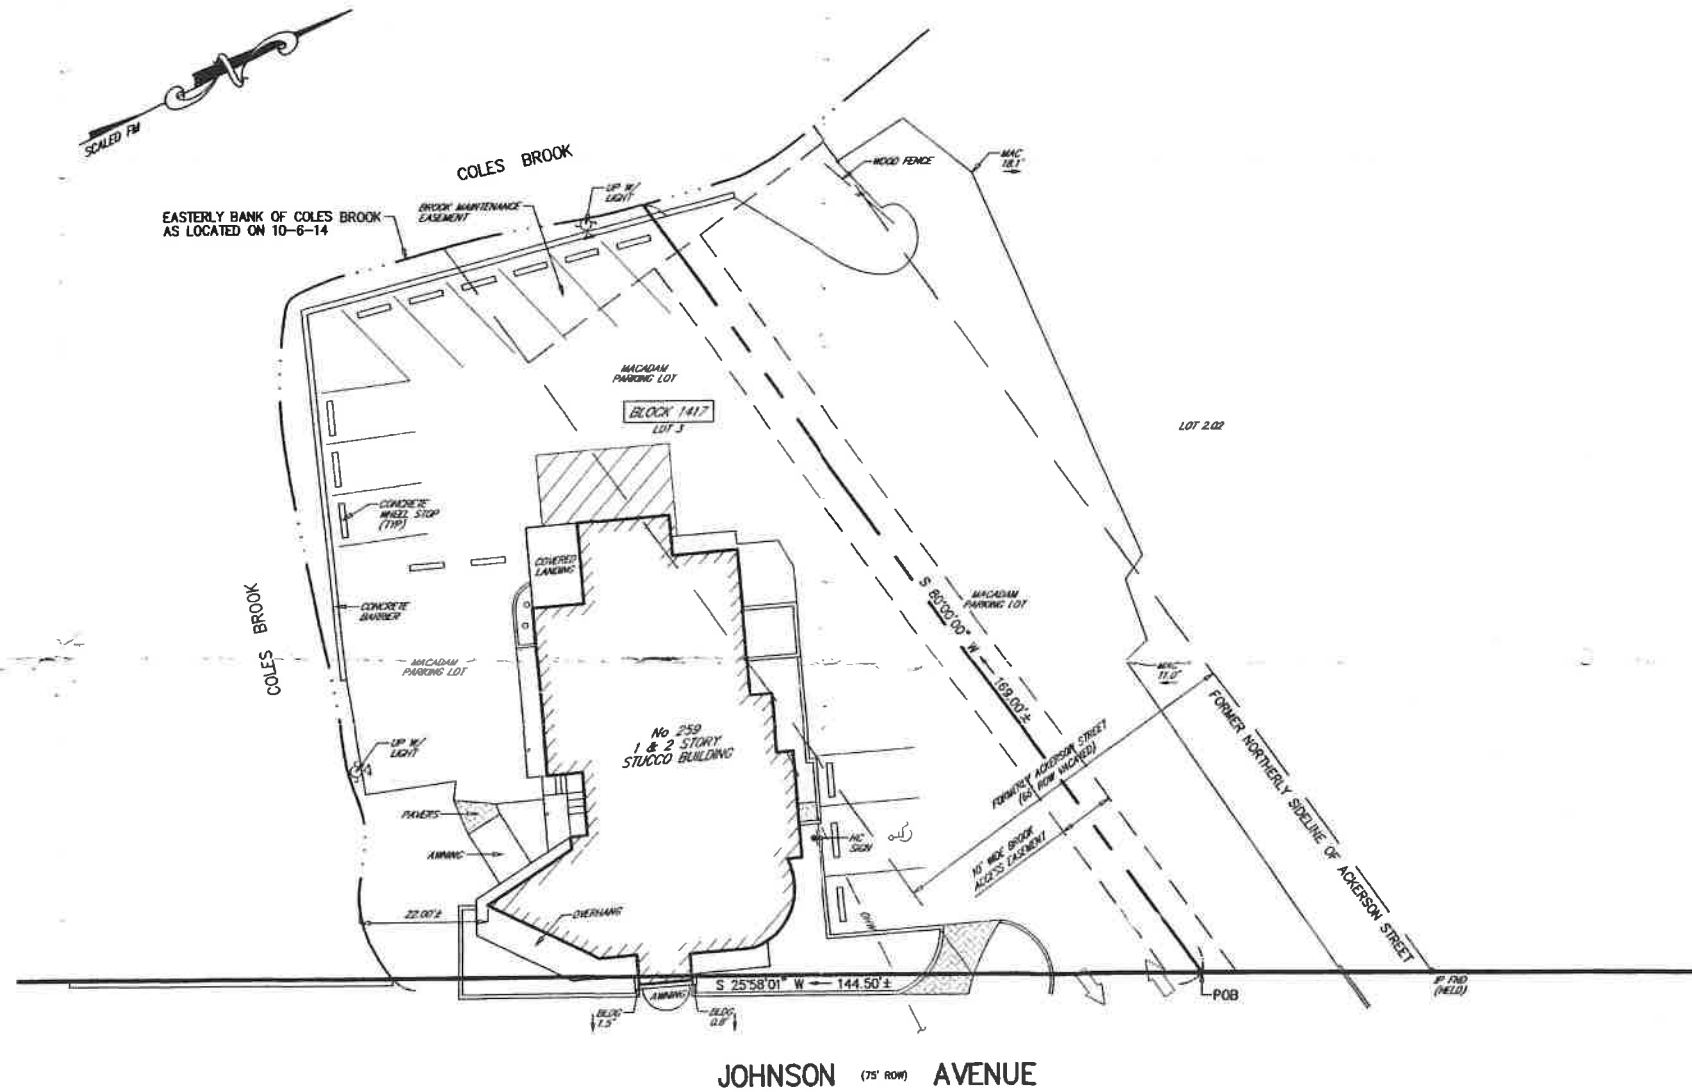 SCALED FM
COLES BROOK
EASTERLY BANK OF COLES BROOK
AS LOCATED ON 10-6-14
BROOK MAINTENANCE
EASEMENT
UP W/
LIGHT
WOOD FENCE
MAC
18.1'
MACADAM
PARKING LOT
BLOCK 1417
LOT 3
LOT 2.02
CONCRETE
WHEEL STOP
(TYP)
COVERED
LANDING
CONCRETE
BARRIER
COLES BROOK
MACADAM
PARKING LOT
S 80°00'00" W 169.00'±
MACADAM
PARKING LOT
MAC
11.0'
No 259
1 & 2 STORY
STUCCO BUILDING
UP W/
LIGHT
PAVERS
AWNING
HC
SIGN
FORMERLY ACKERSON STREET
10' WIDE BROOK
ACCESS EASEMENT
FORMER NORTHERLY SIDELINE OF ACKERSON STREET
22.00'±
OVERHANG
OHW
S 25°58'01" W 144.50'±
AWNING
BLDG
1.5'
BLDG
0.8'
POB
IP FND
(HELD)
JOHNSON (75' ROW) AVENUE